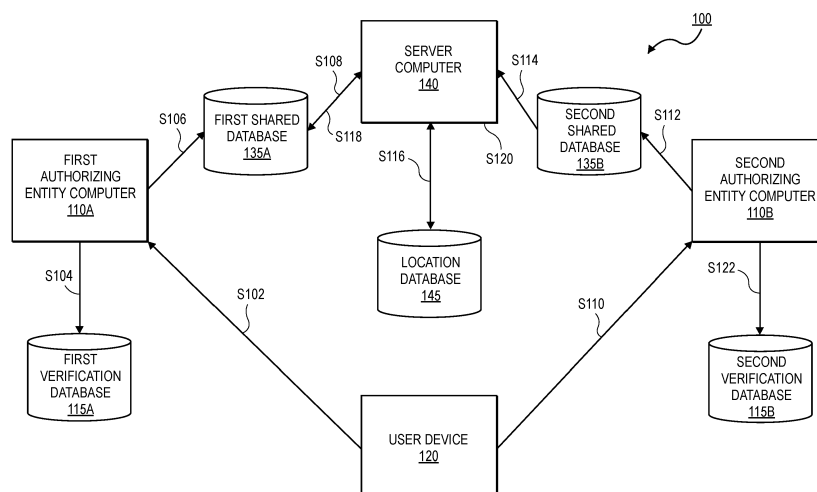 100
SERVER
COMPUTER
140
S108
S114
S106
FIRST SHARED
DATABASE
135A
S118
S120
SECOND
SHARED
DATABASE
135B
S112
FIRST
AUTHORIZING
ENTITY COMPUTER
110A
S116
SECOND
AUTHORIZING
ENTITY COMPUTER
110B
S104
LOCATION
DATABASE
145
S122
S102
S110
FIRST
VERIFICATION
DATABASE
115A
SECOND
VERIFICATION
DATABASE
115B
USER DEVICE
120